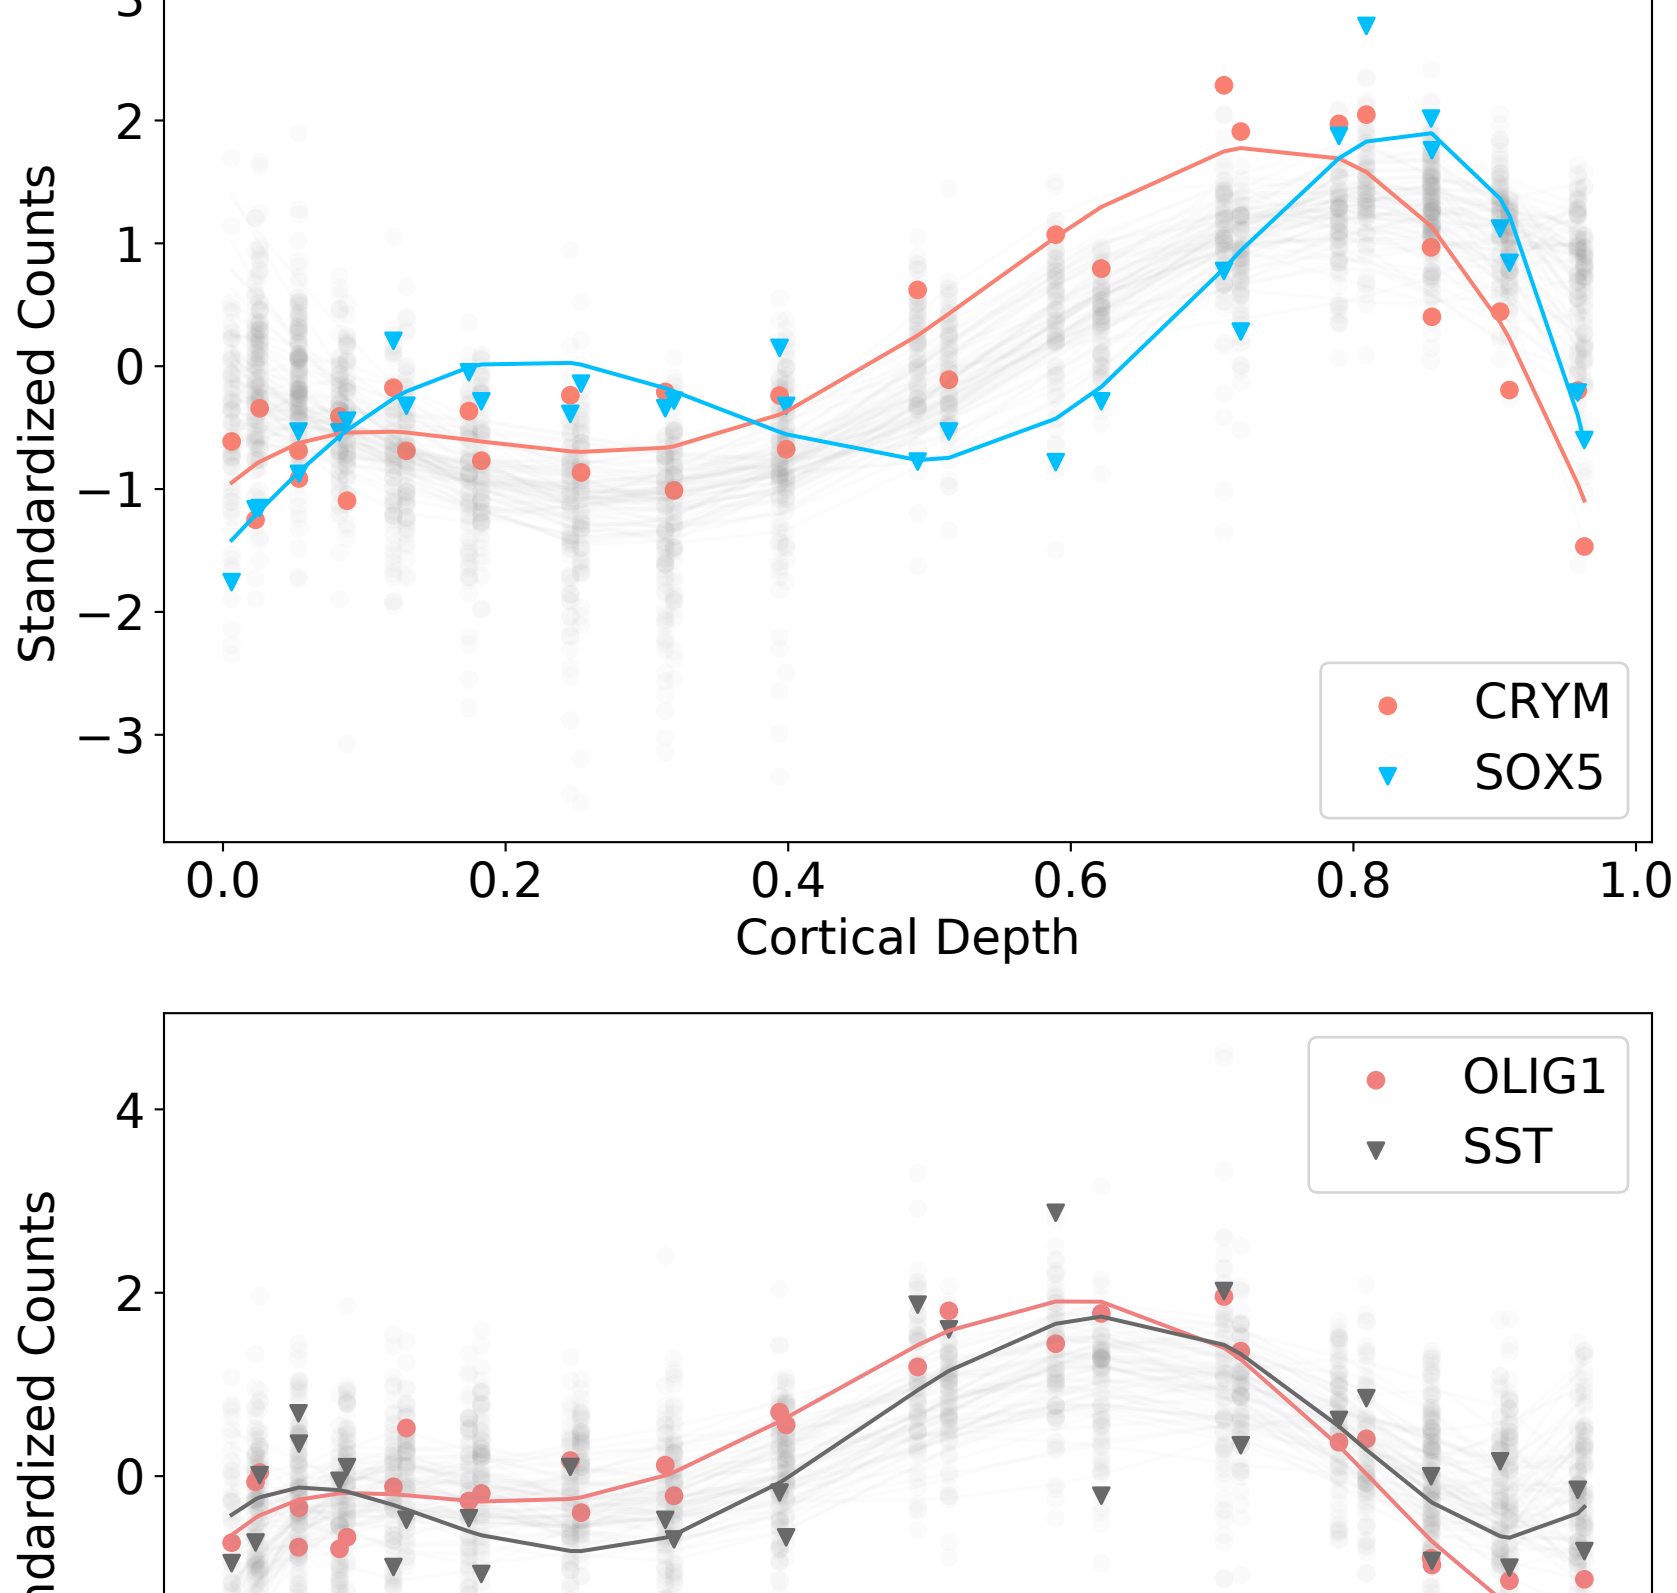 3
2
1
0
−1
−2
−3
Standardized Counts
CRYM
SOX5
0.0 0.2 0.4 0.6 0.8 1.0
Cortical Depth
OLIG1
SST
4
2
0
ndardized Counts